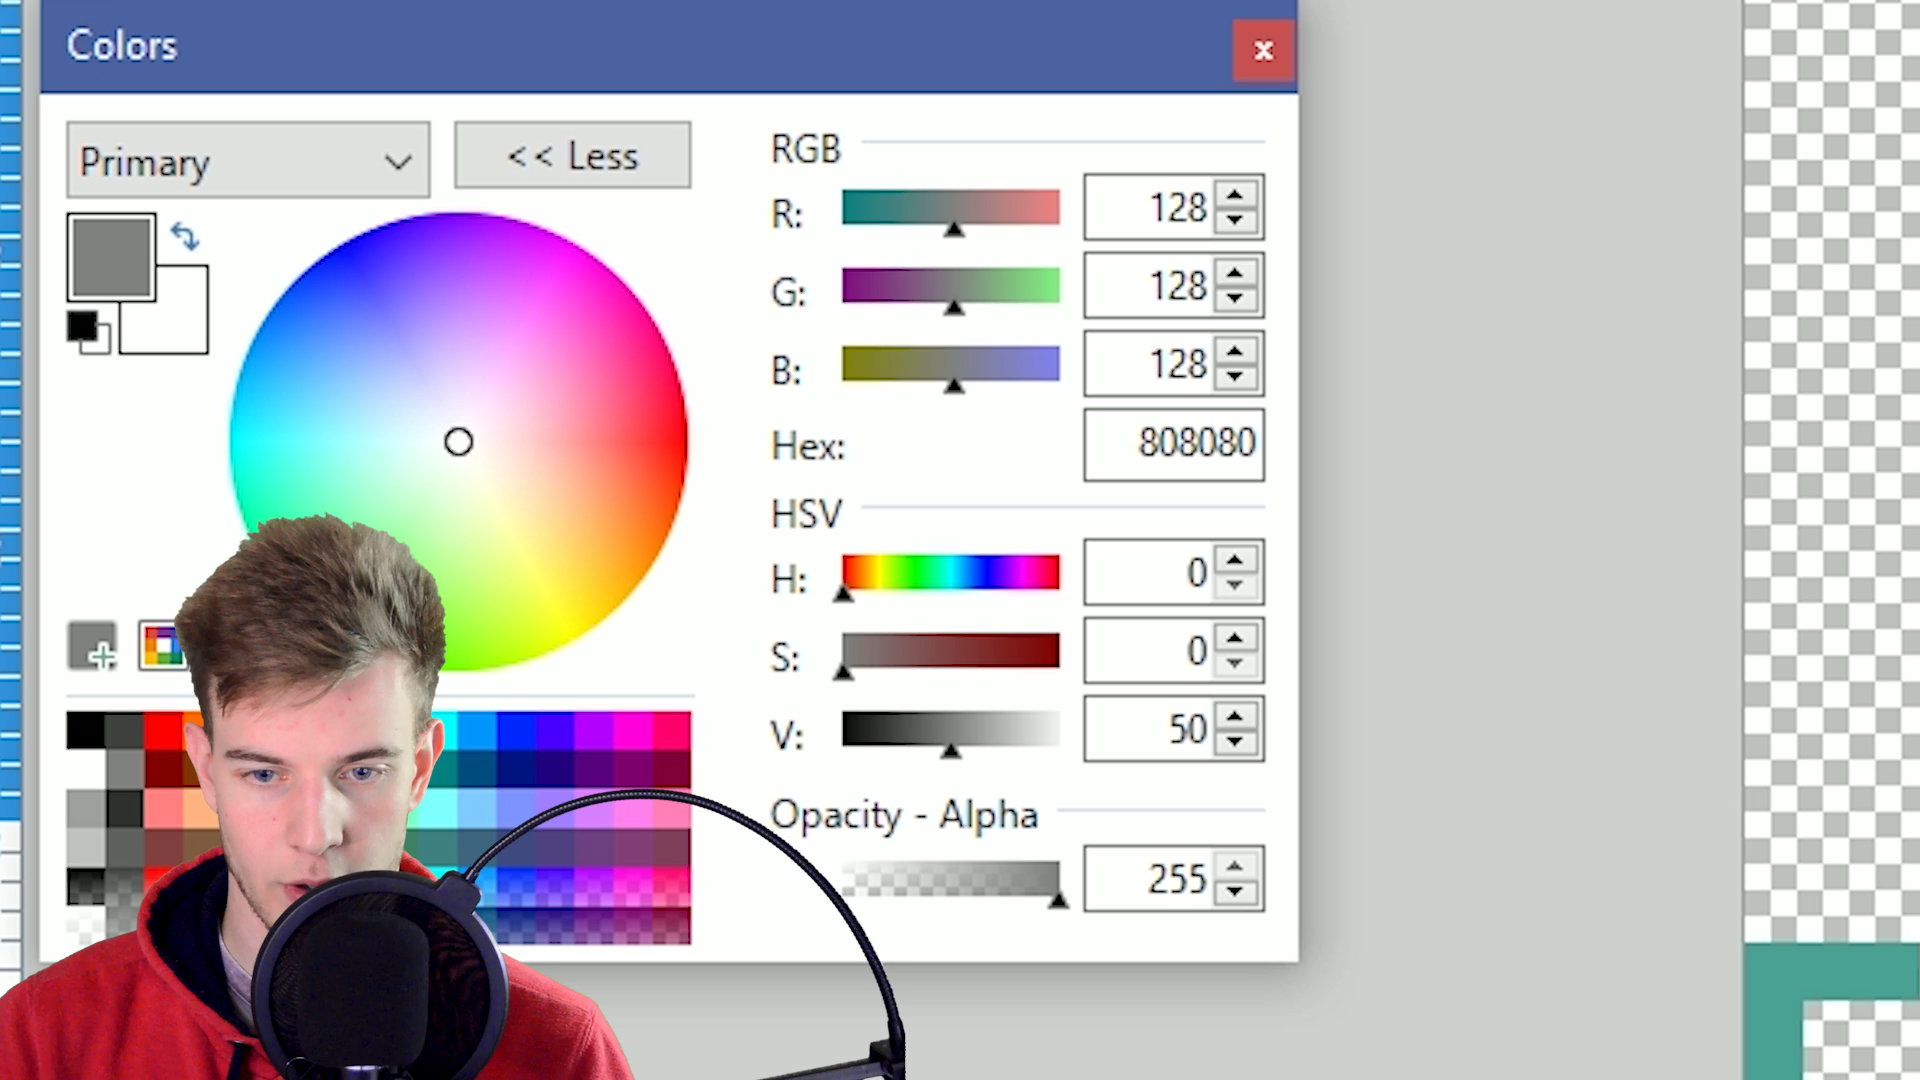 Colors
x
Primary
<< Less
RGB
R: 128
G: 128
B: 128
Hex: 808080
HSV
H: 0
S: 0
V: 50
Opacity - Alpha
255